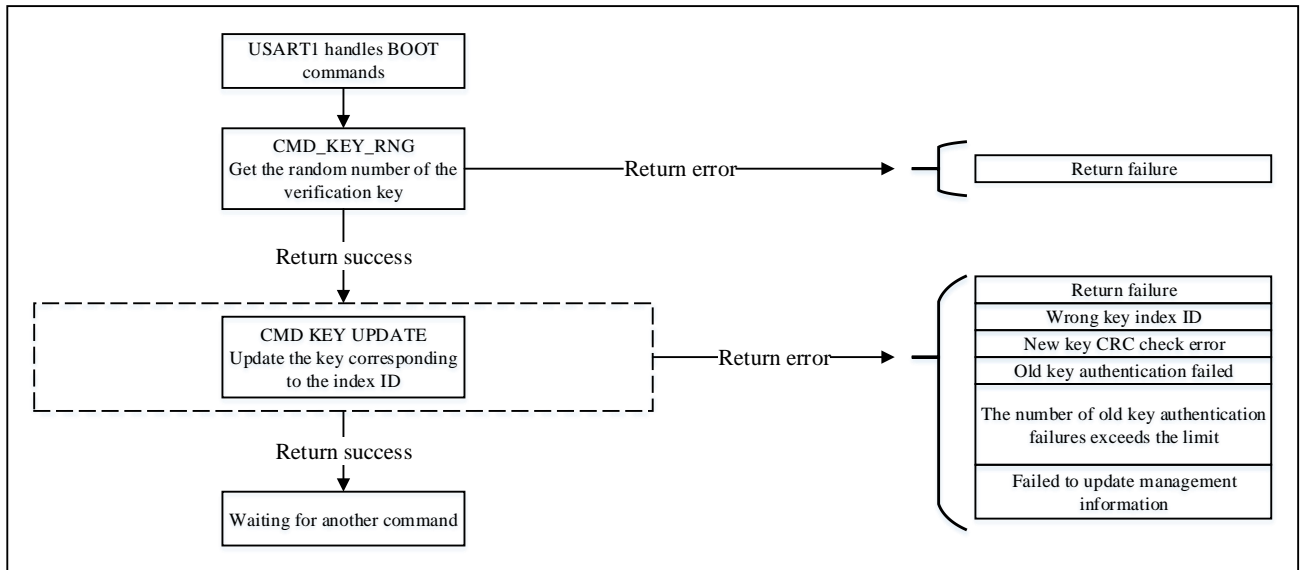 USART1 handles BOOT
commands
CMD_KEY_RNG
Get the random number of the
verification key
Return error
Return failure
Return success
CMD KEY UPDATE
Update the key corresponding
to the index ID
Return error
Return failure
Wrong key index ID
New key CRC check error
Old key authentication failed
The number of old key authentication
failures exceeds the limit
Failed to update management
information
Return success
Waiting for another command